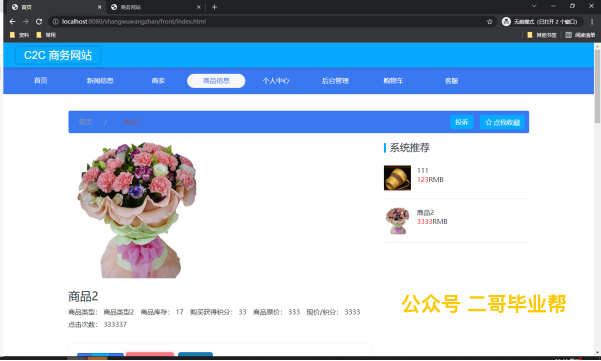 首页
商务网站
localhost:8080/shangwuwangzhan/front/index.html
无痕模式 (已打开 2 个窗口)
资料
常用
其他书签
阅读清单
C2C 商务网站
首页
新闻信息
商家
商品信息
个人中心
后台管理
购物车
客服
首页 / 商品2
投诉
点我收藏
系统推荐
111
123RMB
商品2
3333RMB
公众号 二哥毕业帮
商品2
商品类型： 商品类型2 商品库存： 17 购买获得积分： 33 商品原价： 333 现价/积分： 3333
点击次数： 333337